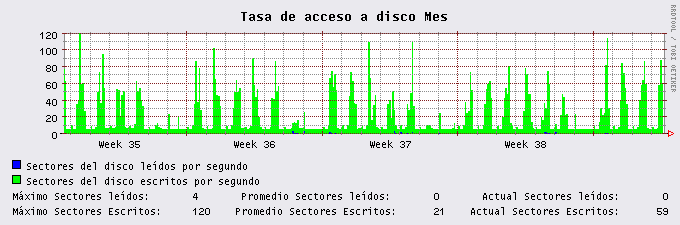 Tasa de acceso a disco Mes
RRDTOOL / TOBI OETIKER
120
100
80
60
40
20
0
Week 35 Week 36 Week 37 Week 38
Sectores del disco leídos por segundo
Sectores del disco escritos por segundo
Máximo Sectores leídos: 4 Promedio Sectores leídos: 0 Actual Sectores leídos: 0
Máximo Sectores Escritos: 120 Promedio Sectores Escritos: 21 Actual Sectores Escritos: 59